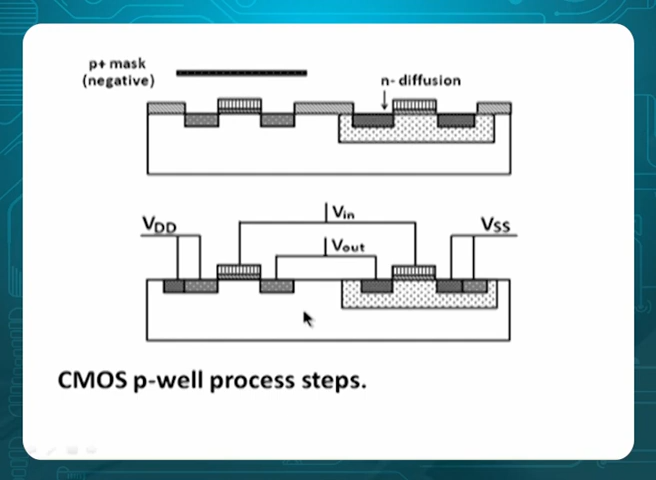 p+ mask
(negative)
n- diffusion
Vin
VDD
Vss
Vout
CMOS p-well process steps.